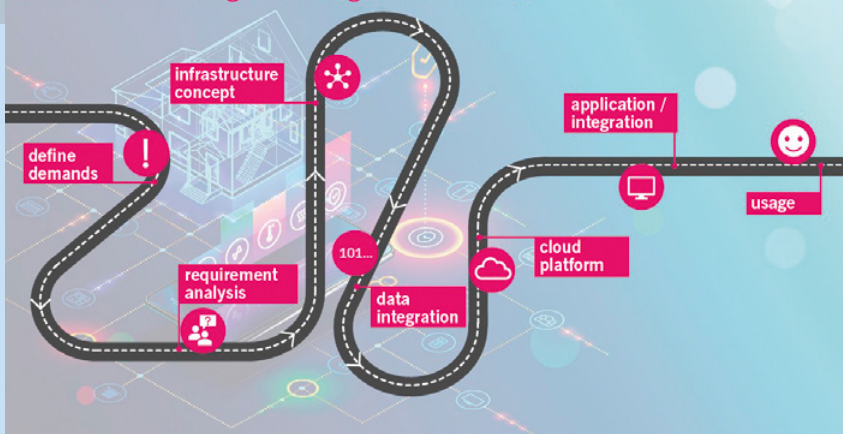 define
demands
requirement
analysis
infrastructure
concept
101...
data
integration
cloud
platform
application /
integration
usage